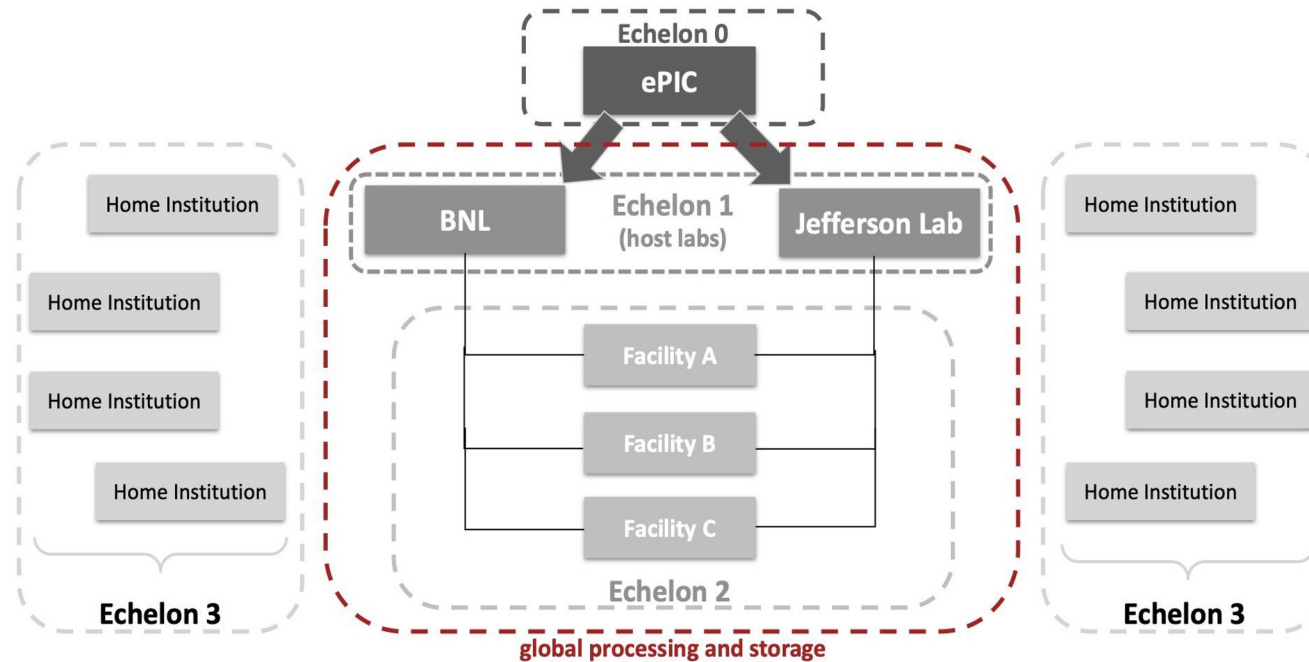 Echelon 0
ePIC
BNL
Echelon 1
(host labs)
Jefferson Lab
Home Institution
Home Institution
Home Institution
Home Institution
Echelon 3
Facility A
Facility B
Facility C
Echelon 2
global processing and storage
Home Institution
Home Institution
Home Institution
Home Institution
Echelon 3